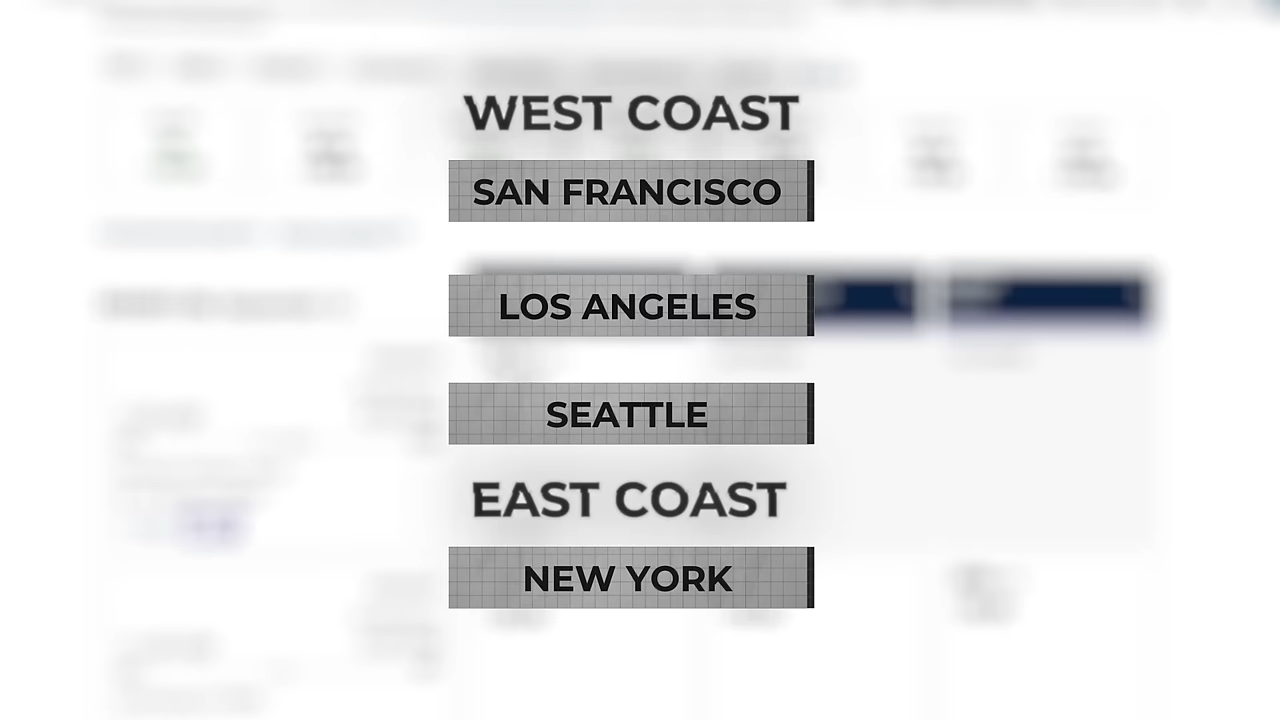 WEST COAST
SAN FRANCISCO
LOS ANGELES
SEATTLE
EAST COAST
NEW YORK